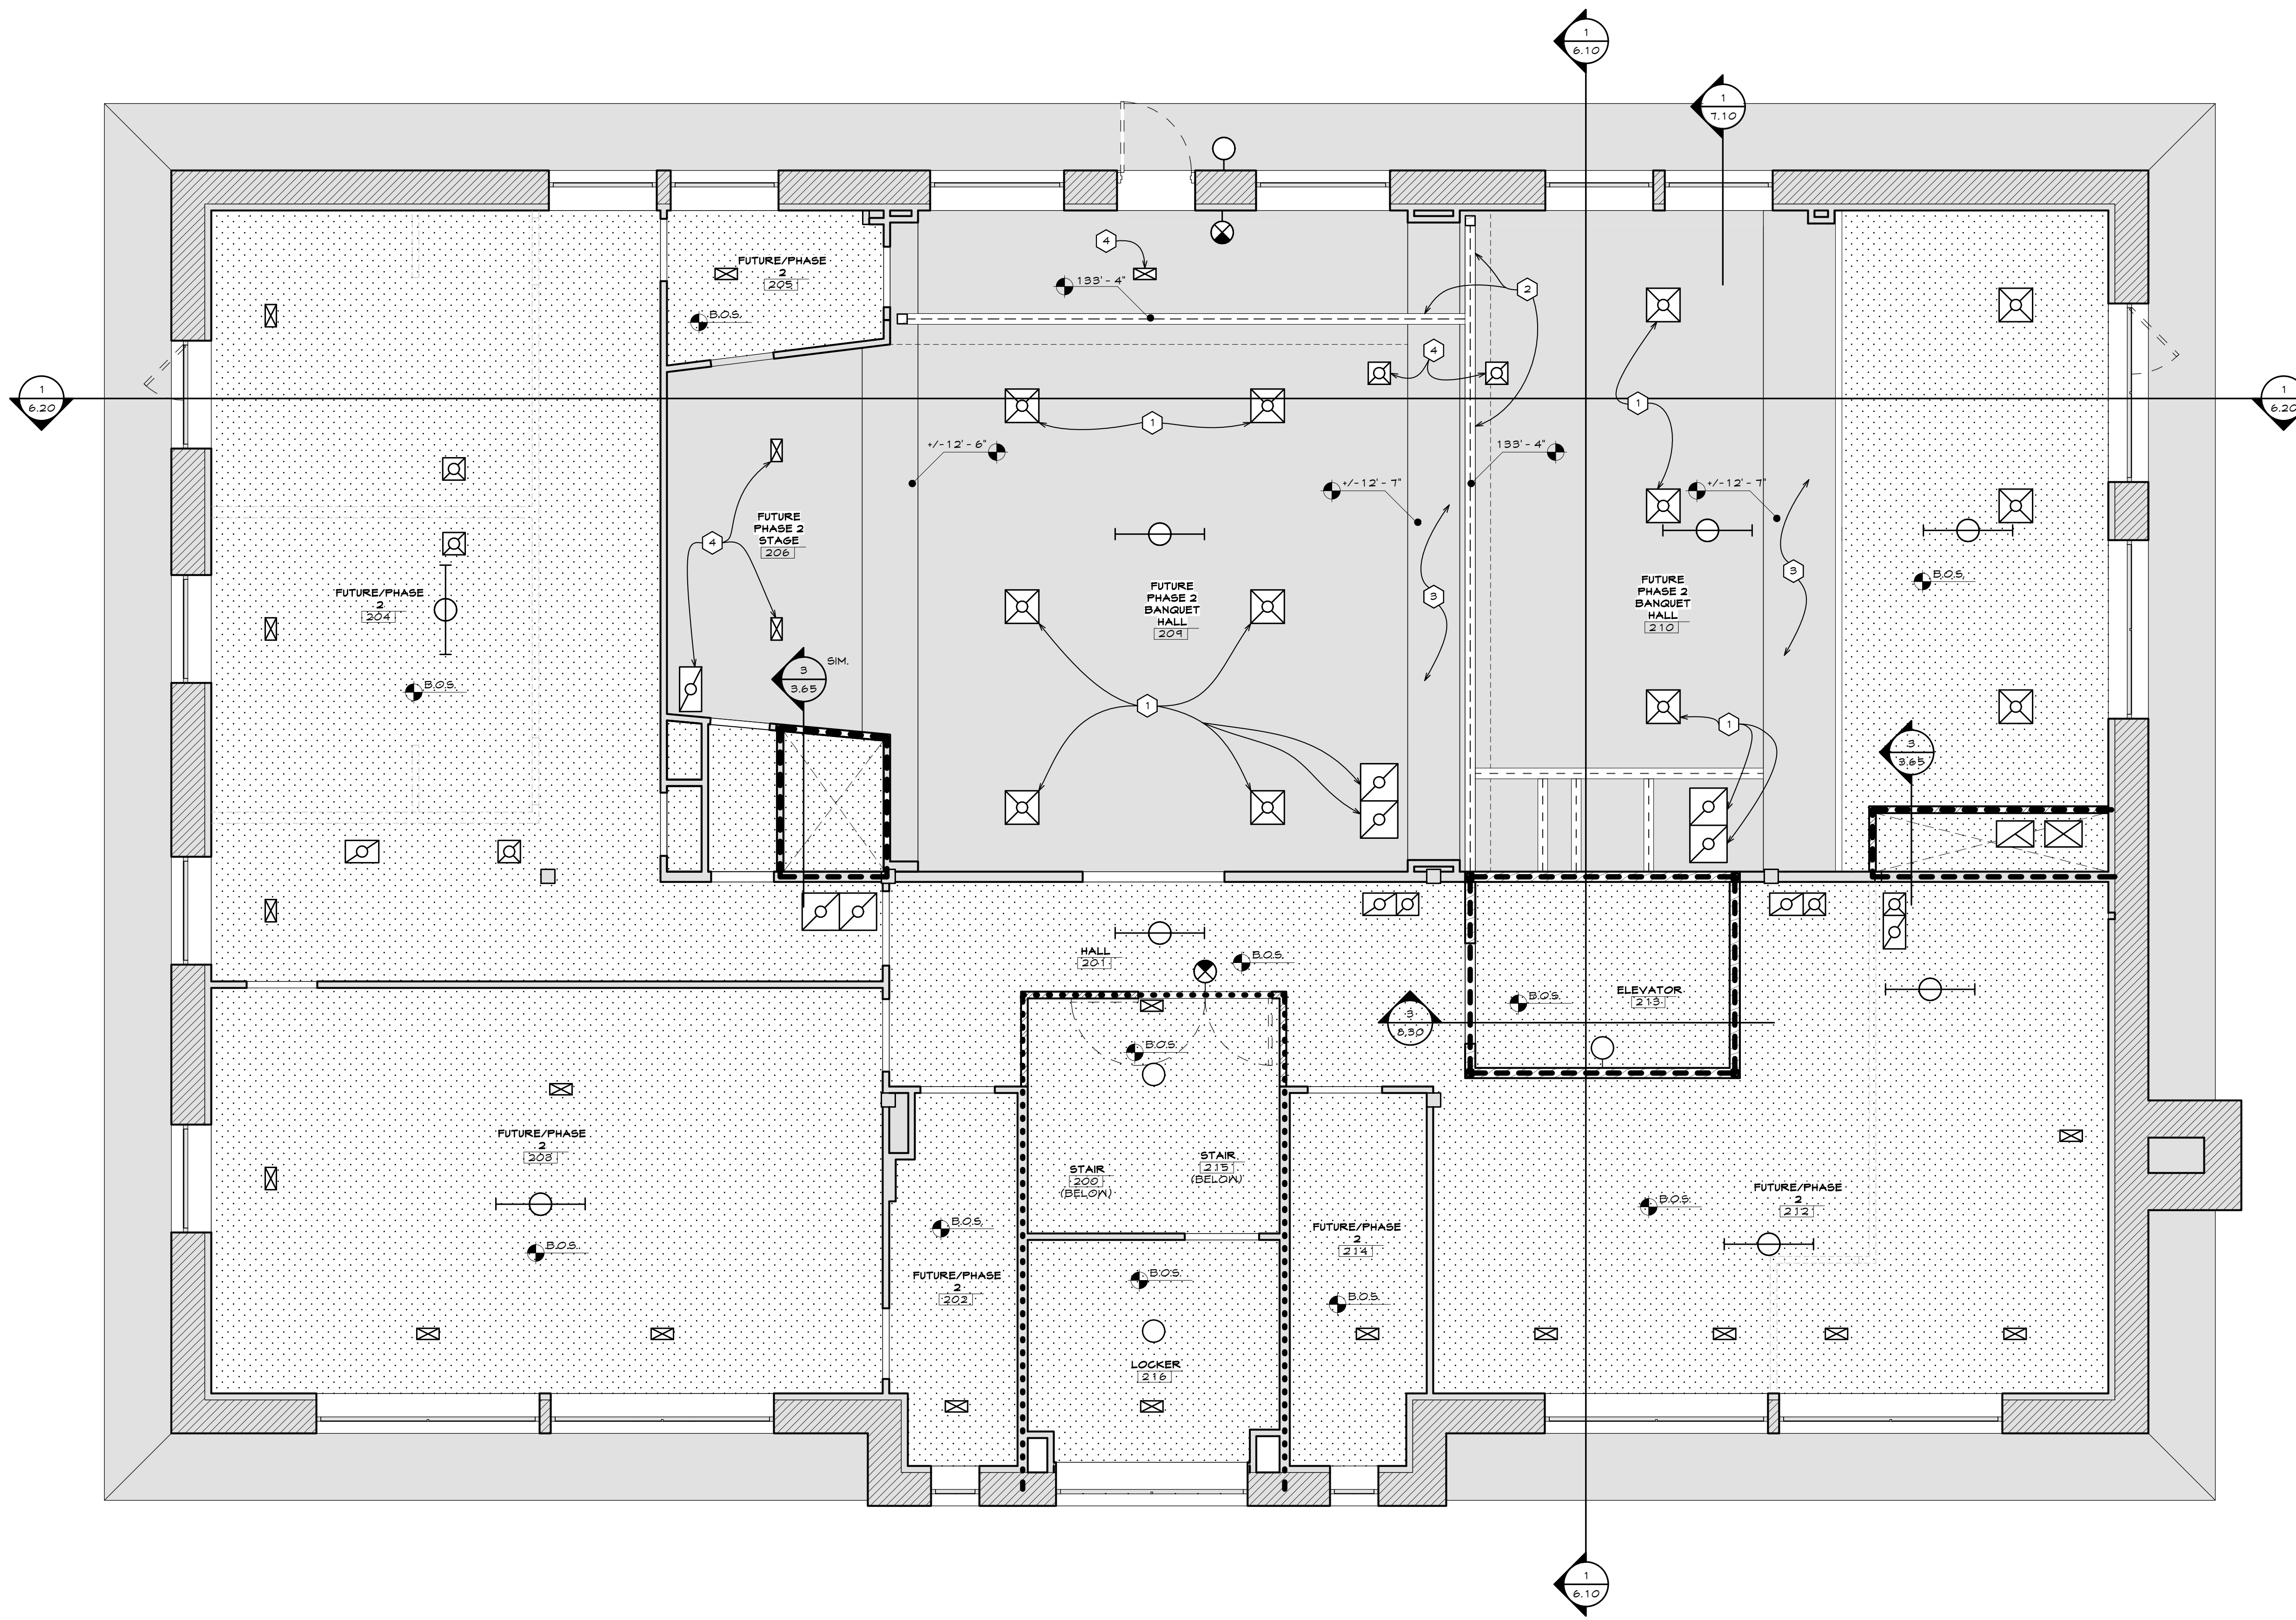 1
6.10
1
7.10
4
FUTURE/PHASE
2
205
133' - 4"
2
B.O.S.
4
1
6.20
1
6.20
1
1
+/-12' - 6"
133' - 4"
+/-12' - 7"
+/-12' - 7"
FUTURE
PHASE 2
STAGE
206
4
3
B.O.S.
FUTURE/PHASE
2
204
FUTURE
PHASE 2
BANQUET
HALL
209
3
FUTURE
PHASE 2
BANQUET
HALL
210
3
3.65
SIM.
B.O.S.
1
1
3
3.65
HALL
201
B.O.S.
B.O.S.
ELEVATOR
213
3
8.30
B.O.S.
FUTURE/PHASE
2
203
STAIR
200
(BELOW)
STAIR
215
(BELOW)
B.O.S.
FUTURE/PHASE
2
212
B.O.S.
B.O.S.
FUTURE/PHASE
2
214
FUTURE/PHASE
2
202
B.O.S.
B.O.S.
LOCKER
216
1
6.10